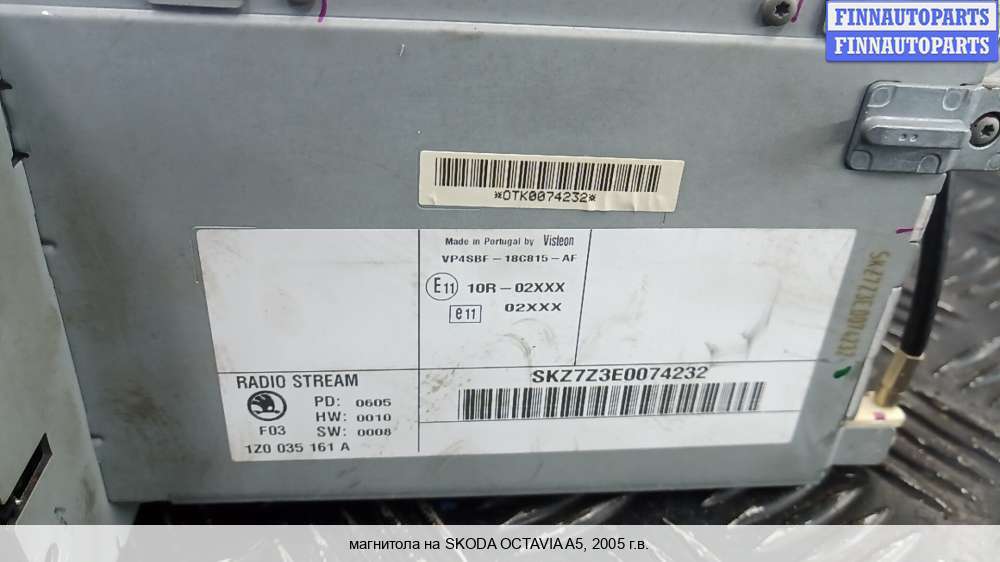 FINNAUTOPARTS
FINNAUTOPARTS
*OTK0074232*
Made in Portugal by Visteon
VP4SBF-18C815-AF
E11 10R-02XXX
e11 02XXX
SKZ7Z3E0074232
SKZ7Z3E0074232
RADIO STREAM
PD: 0605
HW: 0010
F03 SW: 0008
1Z0 035 161 A
магнитола на SKODA OCTAVIA A5, 2005 г.в.